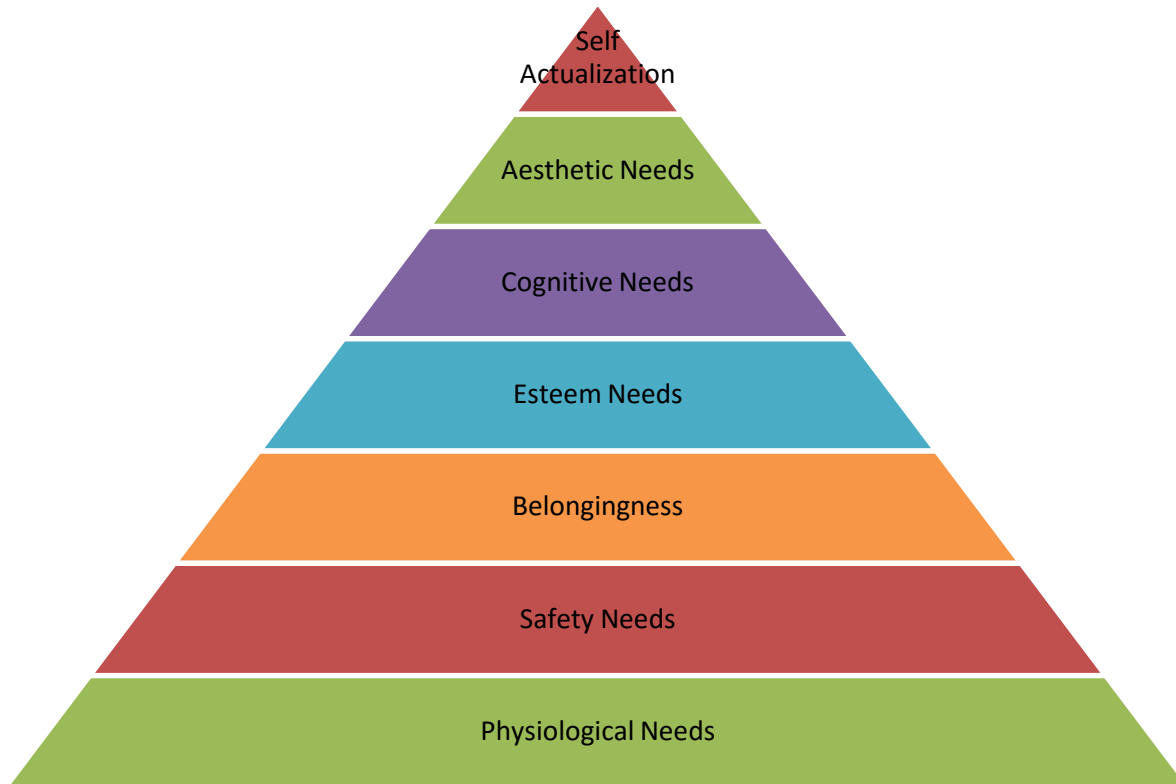 Self
Actualization
Aesthetic Needs
Cognitive Needs
Esteem Needs
Belongingness
Safety Needs
Physiological Needs